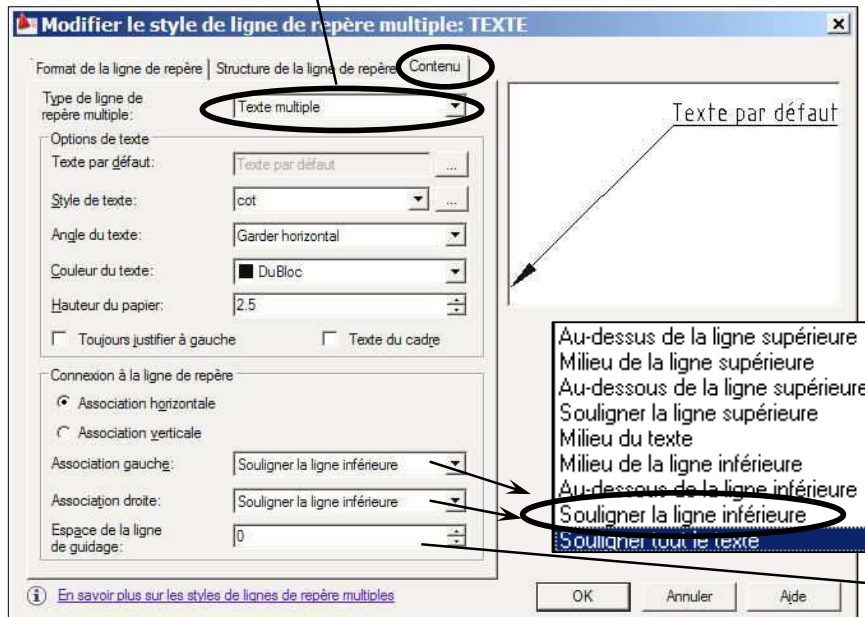 Modifier le style de ligne de repère multiple: TEXTE
Format de la ligne de repère Structure de la ligne de repère Contenu
Type de ligne de
repère multiple: Texte multiple
Options de texte
Texte par défaut: Texte par défaut ...
Style de texte: cot ...
Angle du texte: Garder horizontal
Couleur du texte: DuBloc
Hauteur du papier: 2.5
Toujours justifier à gauche Texte du cadre
Connexion à la ligne de repère
Association horizontale
Association verticale
Association gauche: Souligner la ligne inférieure
Association droite: Souligner la ligne inférieure
Espace de la ligne
de guidage: 0
Texte par défaut
Au-dessus de la ligne supérieure
Milieu de la ligne supérieure
Au-dessous de la ligne supérieure
Souligner la ligne supérieure
Milieu du texte
Milieu de la ligne inférieure
Au-dessous de la ligne inférieure
Souligner la ligne inférieure
Souligner tout le texte
En savoir plus sur les styles de lignes de repère multiples
OK Annuler Aide